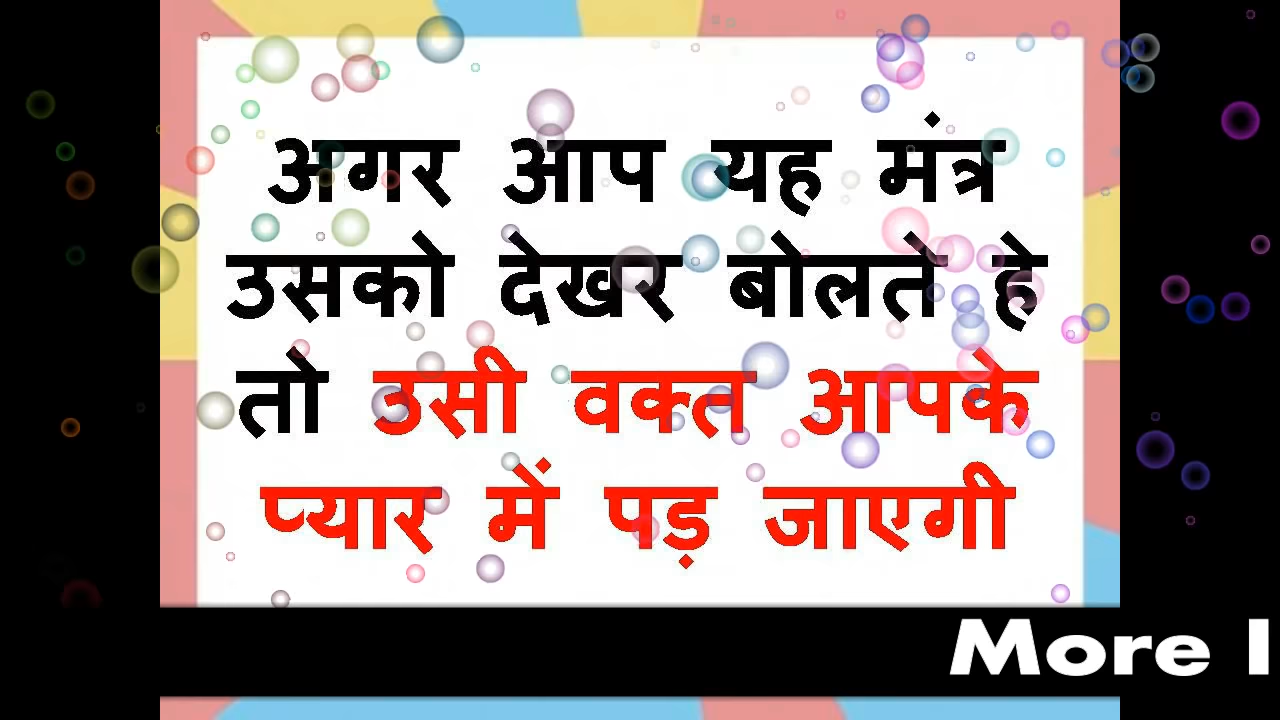 अगर आप यह मंत्र
उसको देखर बोलते हे
तो उसी वक्त आपके
प्यार में पड़ जाएगी
More